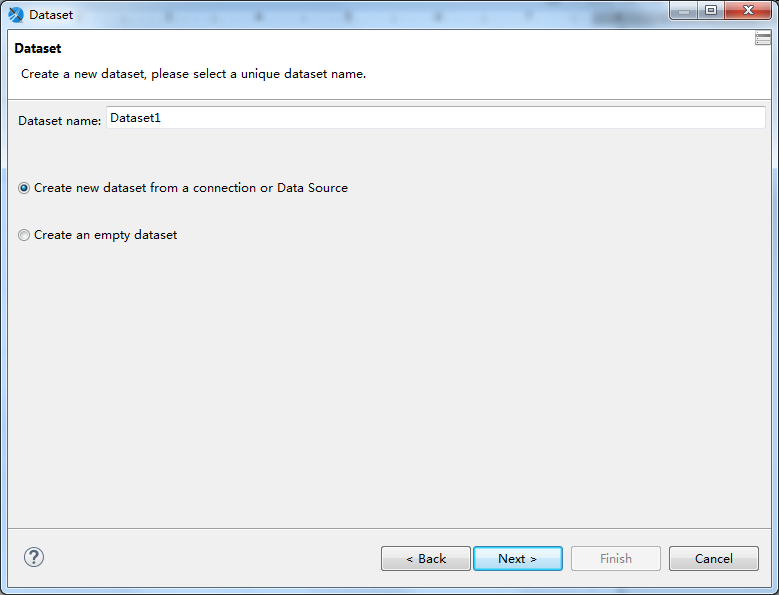 Dataset
Dataset
Create a new dataset, please select a unique dataset name.
Dataset name: Dataset1
Create new dataset from a connection or Data Source
Create an empty dataset
? < Back Next > Finish Cancel